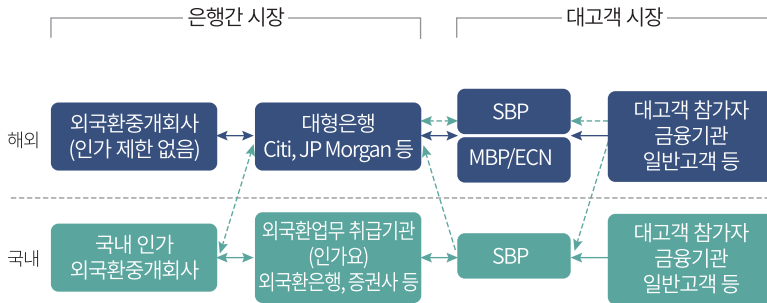 은행간 시장
대고객 시장
해외
외국환중개회사
(인가 제한 없음)
대형은행
Citi, JP Morgan 등
SBP
MBP/ECN
대고객 참가자
금융기관
일반고객 등
국내
국내 인가
외국환중개회사
외국환업무 취급기관
(인가요)
외국환은행, 증권사 등
SBP
대고객 참가자
금융기관
일반고객 등